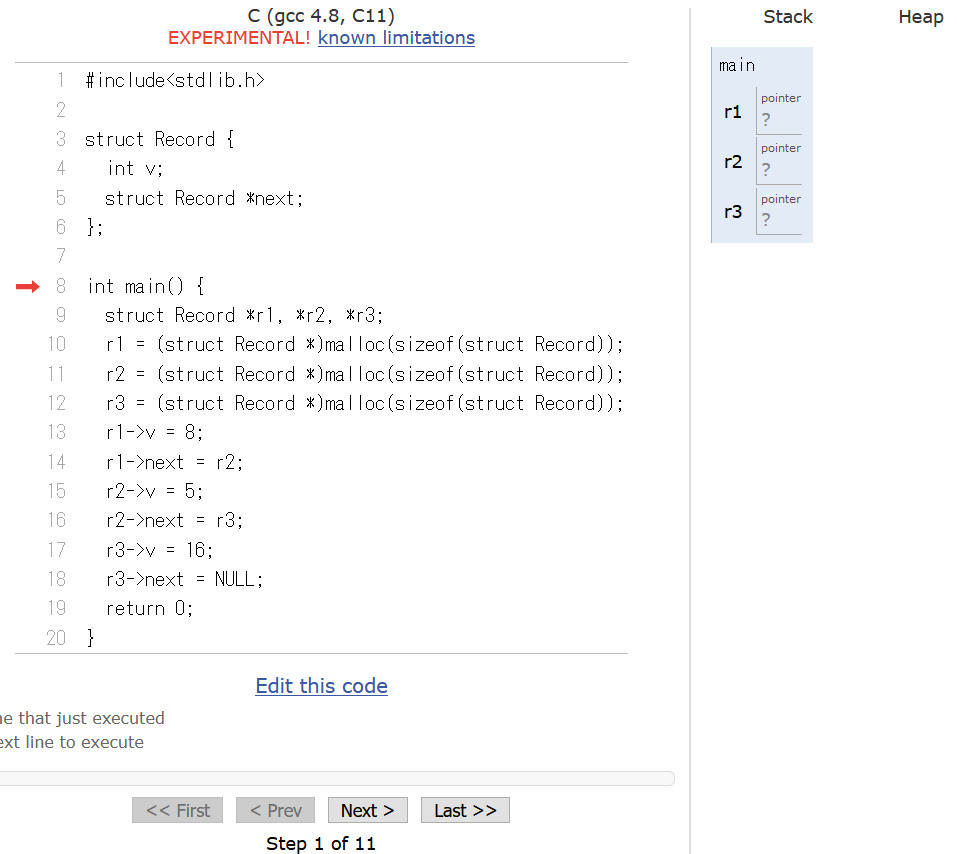 C (gcc 4.8, C11)
EXPERIMENTAL! known limitations
1 #include<stdlib.h>
2
3 struct Record {
4 int v;
5 struct Record *next;
6 };
7
8 int main() {
9 struct Record *r1, *r2, *r3;
10 r1 = (struct Record *)malloc(sizeof(struct Record));
11 r2 = (struct Record *)malloc(sizeof(struct Record));
12 r3 = (struct Record *)malloc(sizeof(struct Record));
13 r1->v = 8;
14 r1->next = r2;
15 r2->v = 5;
16 r2->next = r3;
17 r3->v = 16;
18 r3->next = NULL;
19 return 0;
20 }
Edit this code
that just executed
line to execute
<< First < Prev Next > Last >>
Step 1 of 11
Stack Heap
main
pointer
r1 ?
pointer
r2 ?
pointer
r3 ?